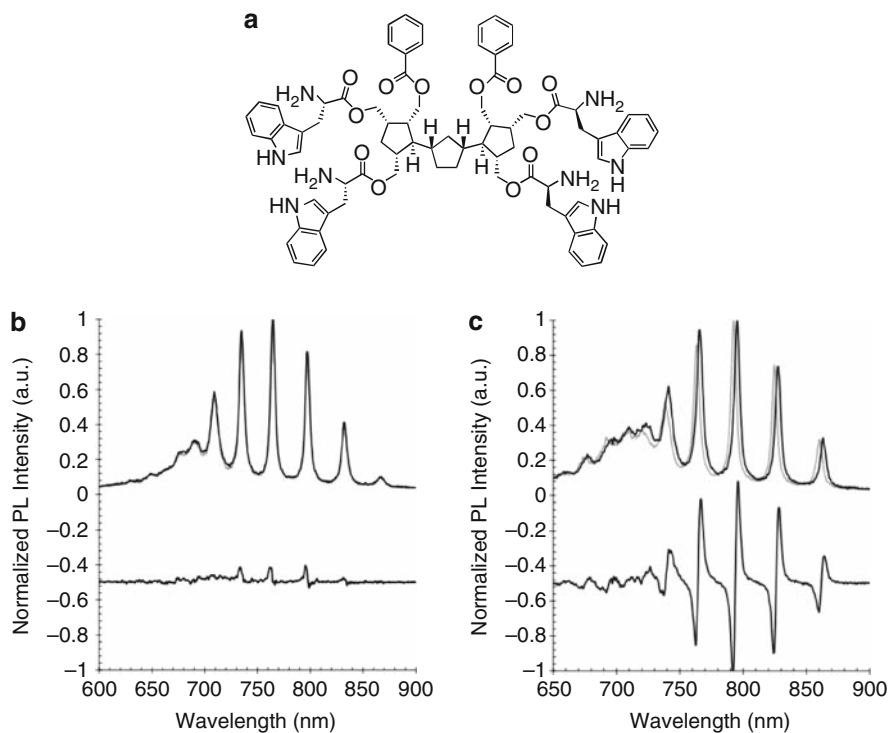 a
O O
O O
H2N O O NH2
O O O O
HN H H N H
H2N O H H O NH2
O O
HN NH
b c
Normalized PL Intensity (a.u.) Normalized PL Intensity (a.u.)
1 1
0.8 0.8
0.6 0.6
0.4 0.4
0.2 0.2
0 0
−0.2 −0.2
−0.4 −0.4
−0.6 −0.6
−0.8 −0.8
−1 −1
600 650 700 750 800 850 900 650 700 750 800 850 900
Wavelength (nm) Wavelength (nm)